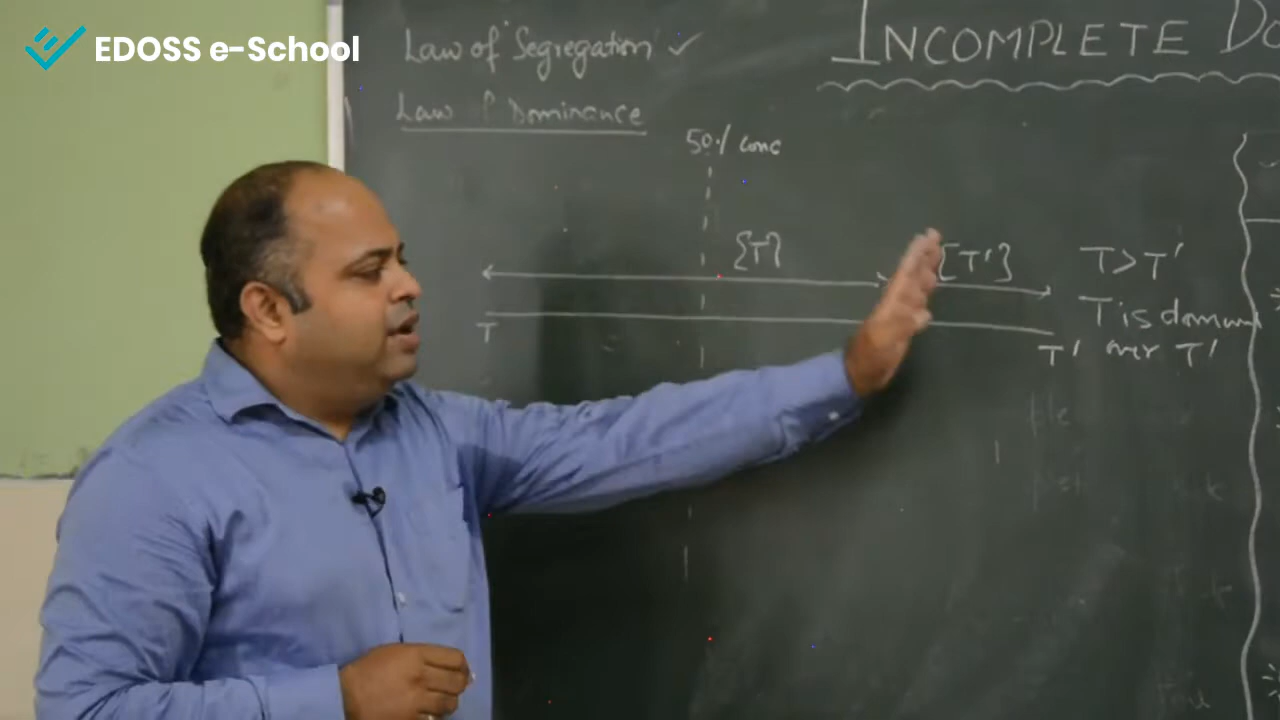 EDOSS e-School
Law of "Segregation" ✓
Law of Dominance
INCOMPLETE DO
50% conc
{T}
[T']
T>T'
T is domin
over T'
T
T'